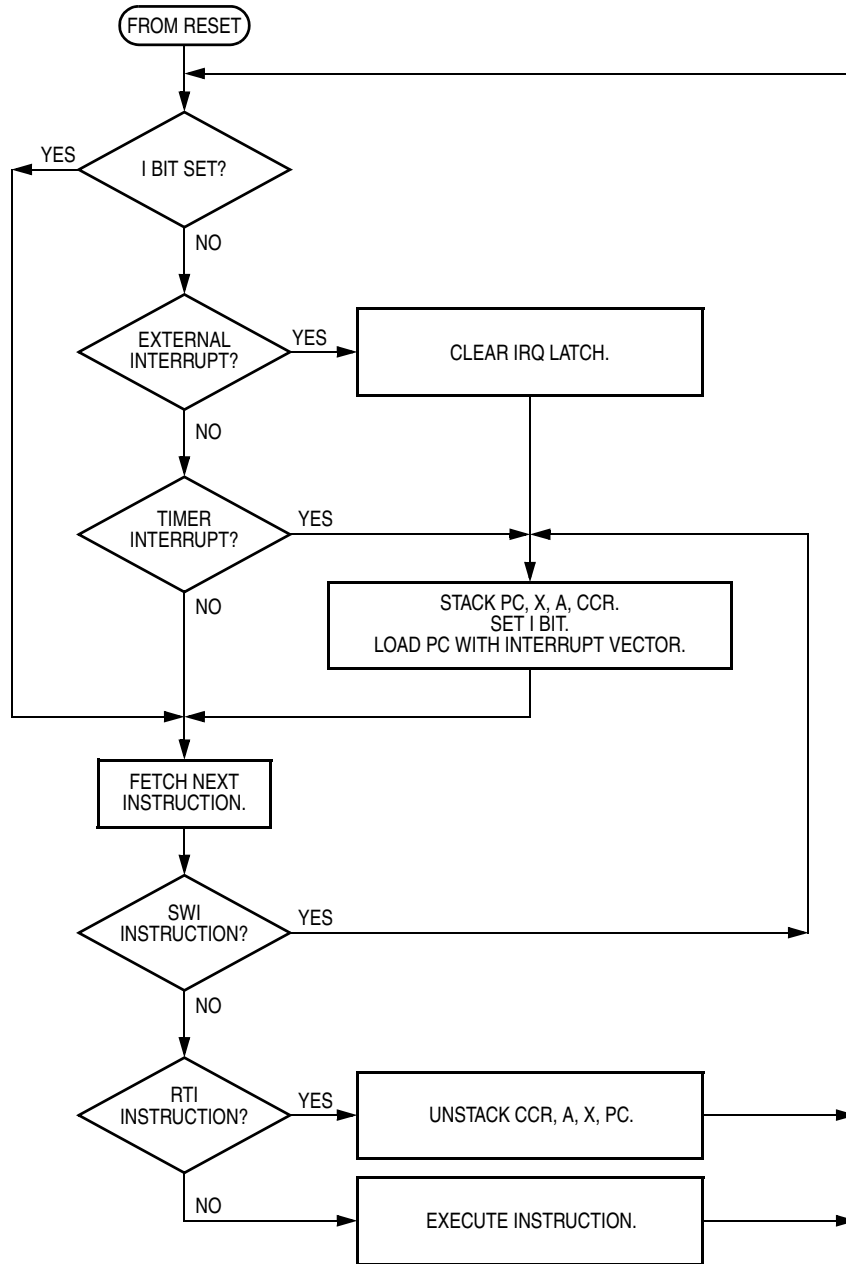 FROM RESET
YES
I BIT SET?
NO
EXTERNAL
INTERRUPT?
YES
CLEAR IRQ LATCH.
NO
TIMER
INTERRUPT?
YES
NO
STACK PC, X, A, CCR.
SET I BIT.
LOAD PC WITH INTERRUPT VECTOR.
FETCH NEXT
INSTRUCTION.
SWI
INSTRUCTION?
YES
NO
RTI
INSTRUCTION?
YES
UNSTACK CCR, A, X, PC.
NO
EXECUTE INSTRUCTION.